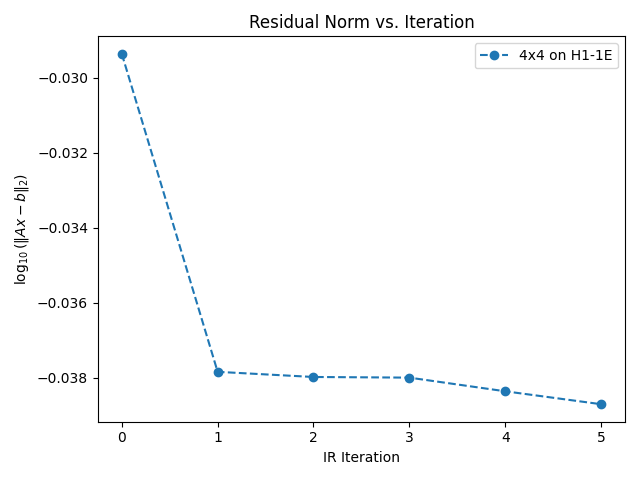 Residual Norm vs. Iteration
4x4 on H1-1E
−0.030
−0.032
−0.034
−0.036
−0.038
log₁₀(‖Ax − b‖₂)
0 1 2 3 4 5
IR Iteration